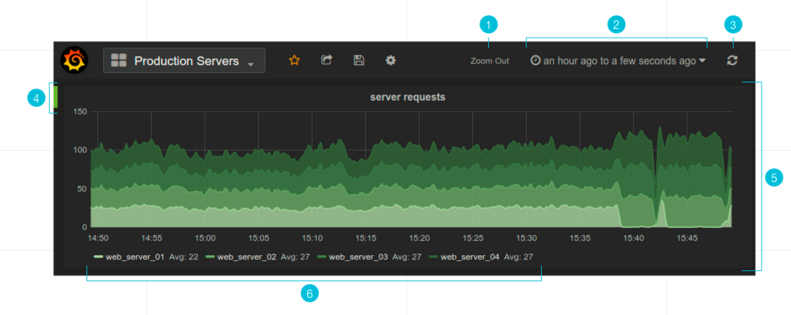 1 2 3
Production Servers Zoom Out an hour ago to a few seconds ago
4
server requests
150
100
50
0
5
14:50 14:55 15:00 15:05 15:10 15:15 15:20 15:25 15:30 15:35 15:40 15:45
web_server_01 Avg: 22 web_server_02 Avg: 27 web_server_03 Avg: 27 web_server_04 Avg: 27
6